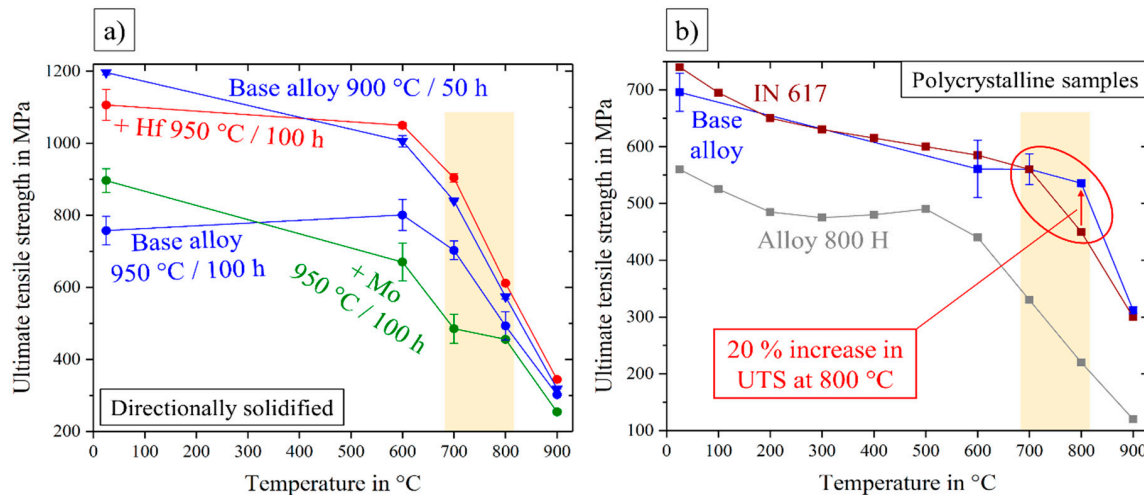 a)
Ultimate tensile strength in MPa
1200
1000
800
600
400
200
Base alloy 900 °C / 50 h
+ Hf 950 °C / 100 h
Base alloy
950 °C / 100 h
+ Mo
950 °C / 100 h
Directionally solidified
0 100 200 300 400 500 600 700 800 900
Temperature in °C
b)
Ultimate tensile strength in MPa
700
600
500
400
300
200
100
IN 617
Polycrystalline samples
Base
alloy
Alloy 800 H
20 % increase in
UTS at 800 °C
0 100 200 300 400 500 600 700 800 900
Temperature in °C